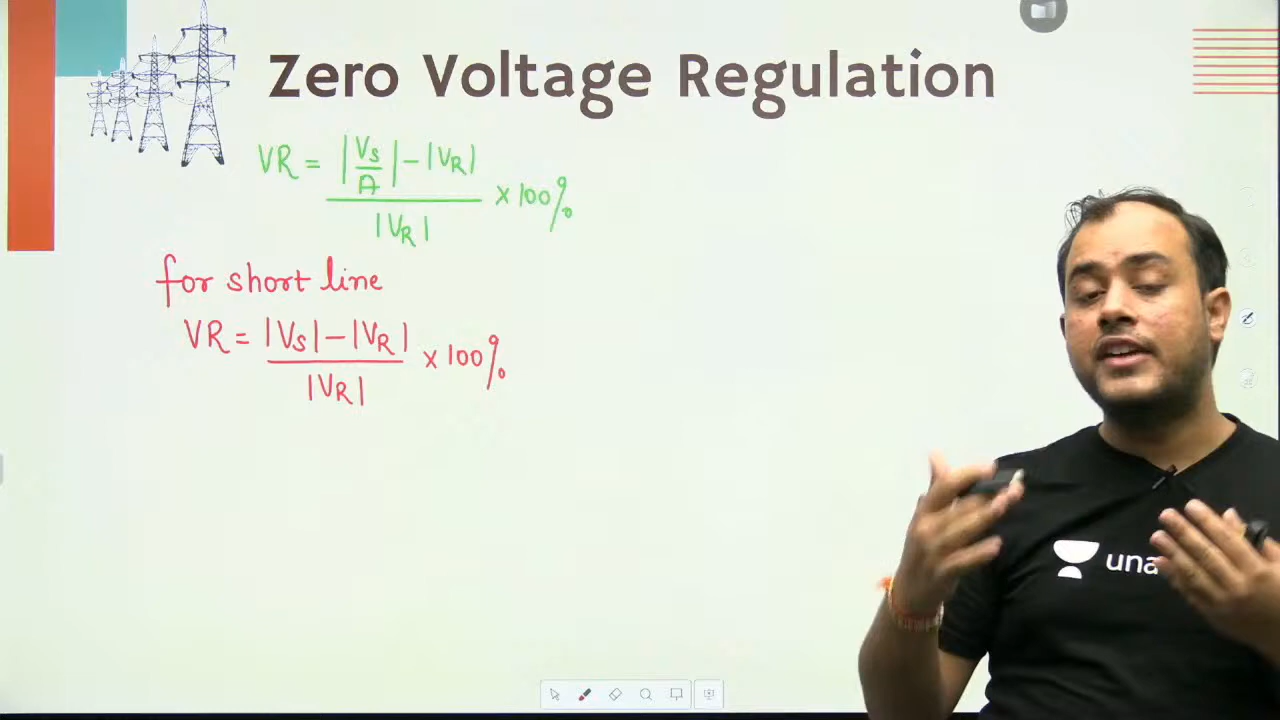 Zero Voltage Regulation
VR = |Vs/A| - |VR| / |VR| × 100%
for short line
VR = |Vs| - |VR| / |VR| × 100%
una